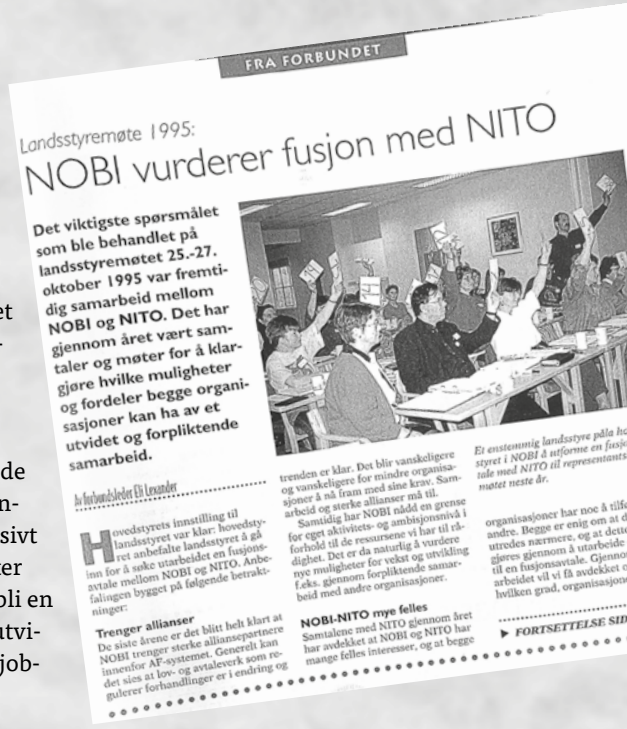 et
de
n-
sivt
bli en
utvi-
job-
FRA FORBUNDET
Landsstyremøte 1995:
NOBI vurderer fusjon med NITO
Det viktigste spørsmålet
som ble behandlet på
landsstyremøtet 25.-27.
oktober 1995 var fremti-
dig samarbeid mellom
NOBI og NITO. Det har
gjennom året vært sam-
taler og møter for å klar-
gjøre hvilke muligheter
og fordeler begge organi-
sasjoner kan ha av et
utvidet og forpliktende
samarbeid.
Av forbundsleder Eli Lexander
Hovedstyrets innstilling til
landsstyret var klar: hovedsty-
ret anbefalte landsstyret å gå
inn for å søke utarbeidet en fusjons-
avtale mellom NOBI og NITO. Anbe-
falingen bygget på følgende betrakt-
ninger:
Trenger allianser
De siste årene er det blitt helt klart at
NOBI trenger sterke alliansepartnere
innenfor AF-systemet. Generelt kan
det sies at lov- og avtaleverk som re-
gulerer forhandlinger er i endring og
trenden er klar. Det blir vanskeligere
og vanskeligere for mindre organisa-
sjoner å nå fram med sine krav. Sam-
arbeid og sterke allianser må til.
Samtidig har NOBI nådd en grense
for eget aktivitets- og ambisjonsnivå i
forhold til de ressursene vi har til rå-
dighet. Det er da naturlig å vurdere
nye muligheter for vekst og utvikling
f.eks. gjennom forpliktende samar-
beid med andre organisasjoner.
NOBI-NITO mye felles
Samtalene med NITO gjennom året
har avdekket at NOBI og NITO har
mange felles interesser, og at begge
Et enstemmig landsstyre påla ho
styret i NOBI å utforme en fusjo
tale med NITO til representants
møtet neste år.
organisasjoner har noe å tilfø
andre. Begge er enig om at de
utredes nærmere, og at dette
gjøres gjennom å utarbeide
til en fusjonsavtale. Gjennom
arbeidet vil vi få avdekket o
hvilken grad, organisasjone
▶ FORTSETTELSE SID